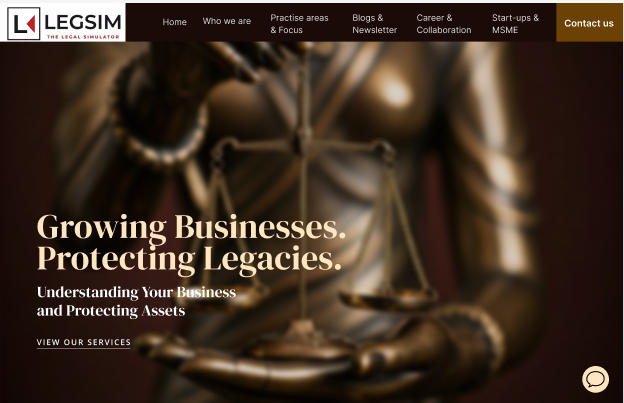 LEGSIM
THE LEGAL SIMULATOR
Home
Who we are
Practise areas
& Focus
Blogs &
Newsletter
Career &
Collaboration
Start-ups &
MSME
Contact us
Growing Businesses.
Protecting Legacies.
Understanding Your Business
and Protecting Assets
VIEW OUR SERVICES